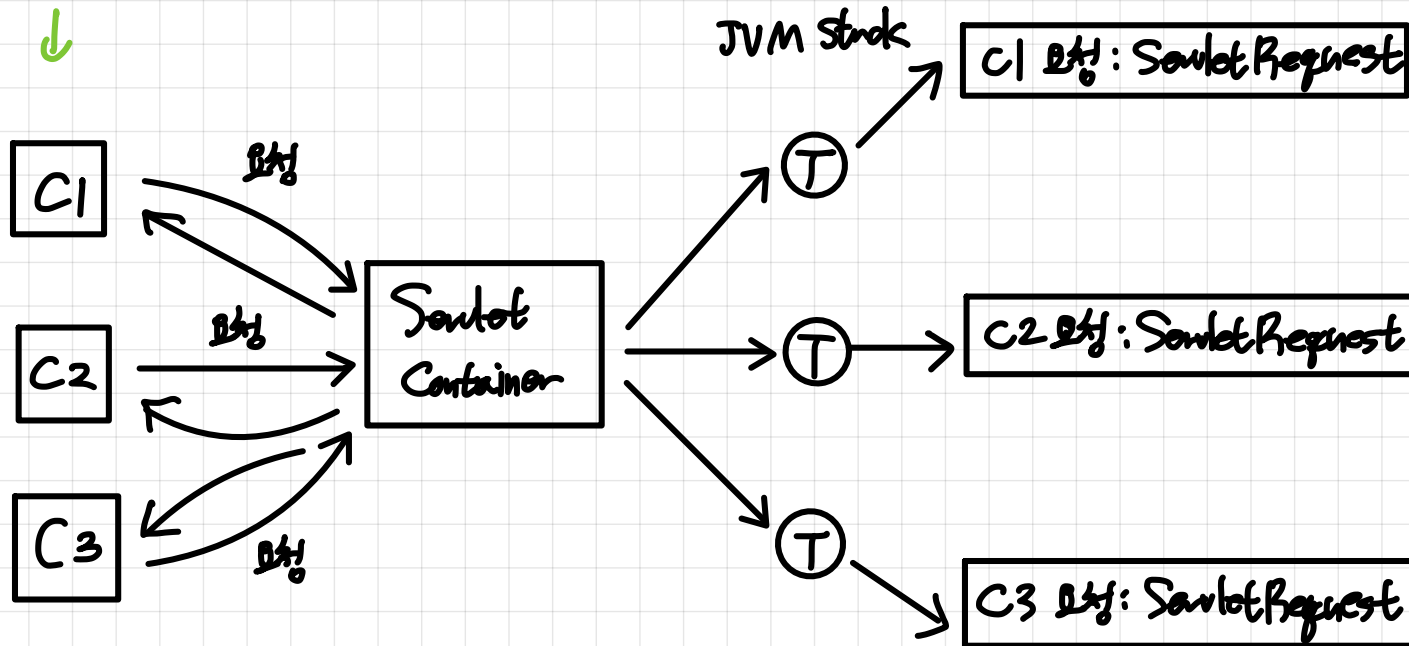 JVM Stack
C1 요청 : ServletRequest
요청
C1
Servlet
Container
T
요청
C2
T
C2 요청 : ServletRequest
C3
요청
T
C3 요청 : ServletRequest